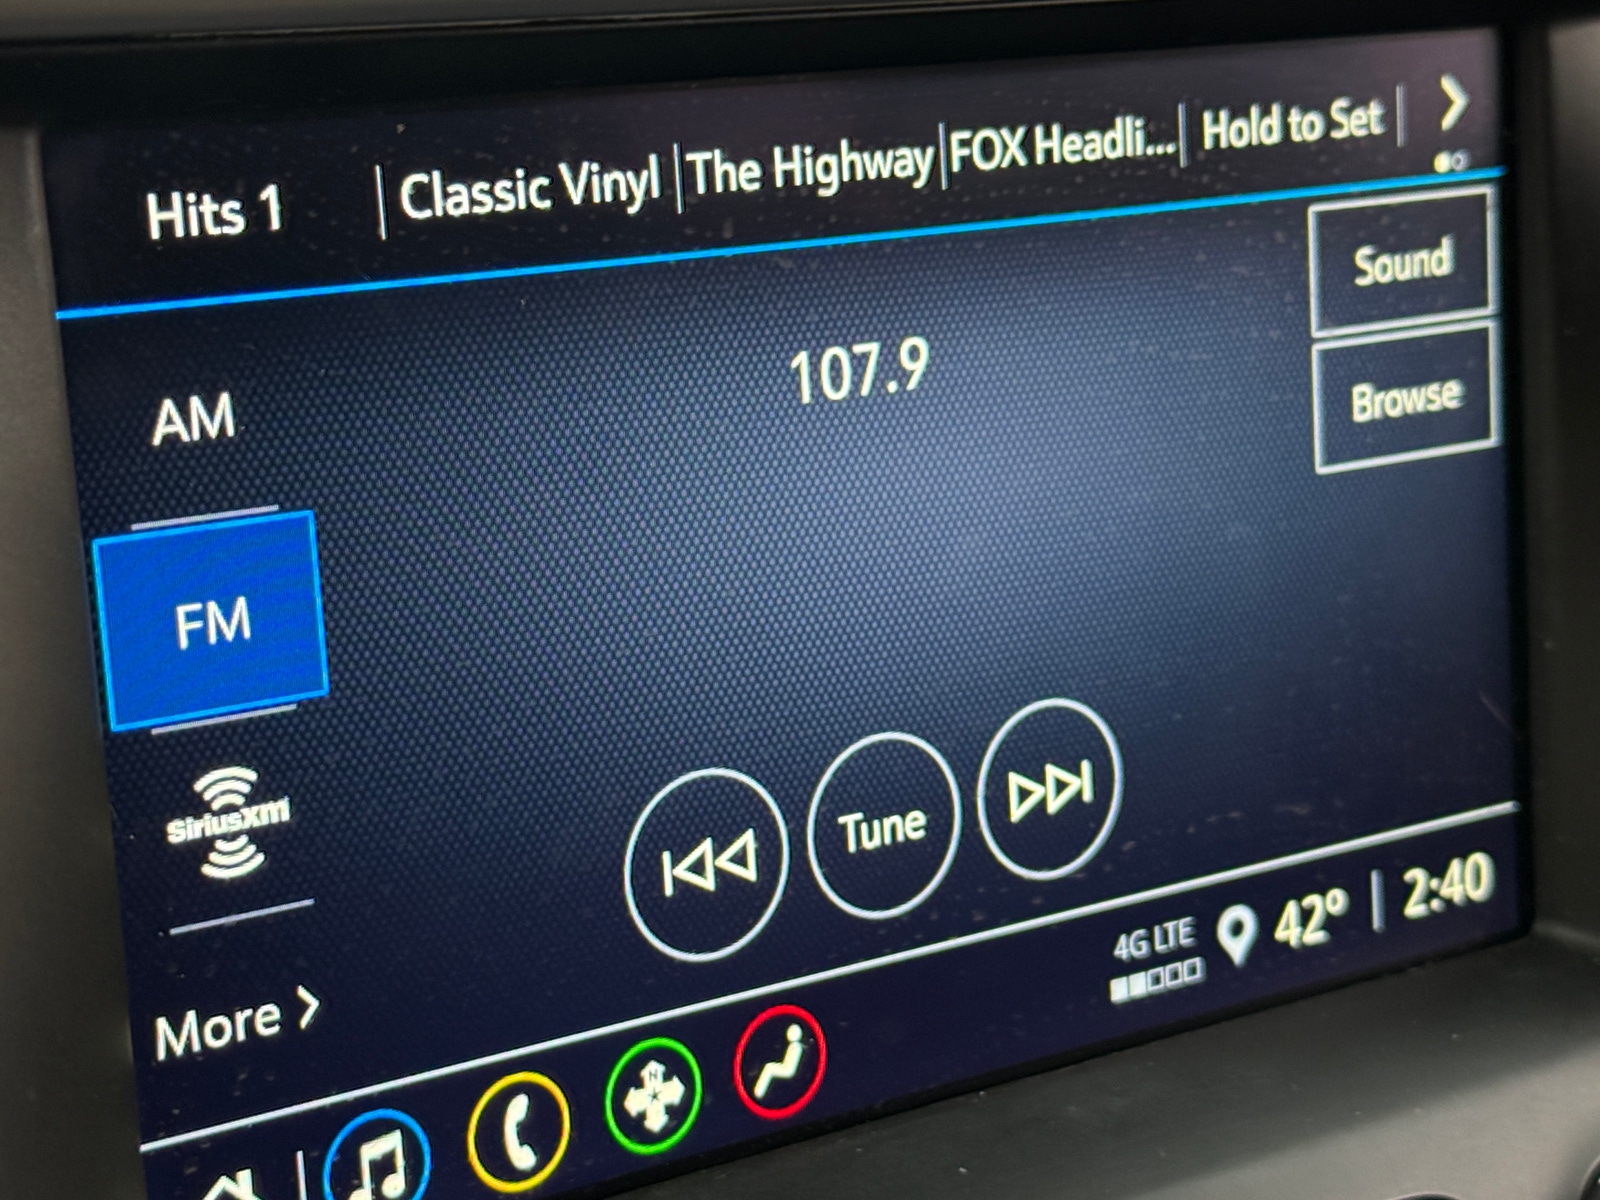 Hits 1
Classic Vinyl
The Highway
FOX Headli...
Hold to Set
Sound
107.9
Browse
AM
FM
SiriusXM
Tune
More
4G LTE
42°
2:40
N